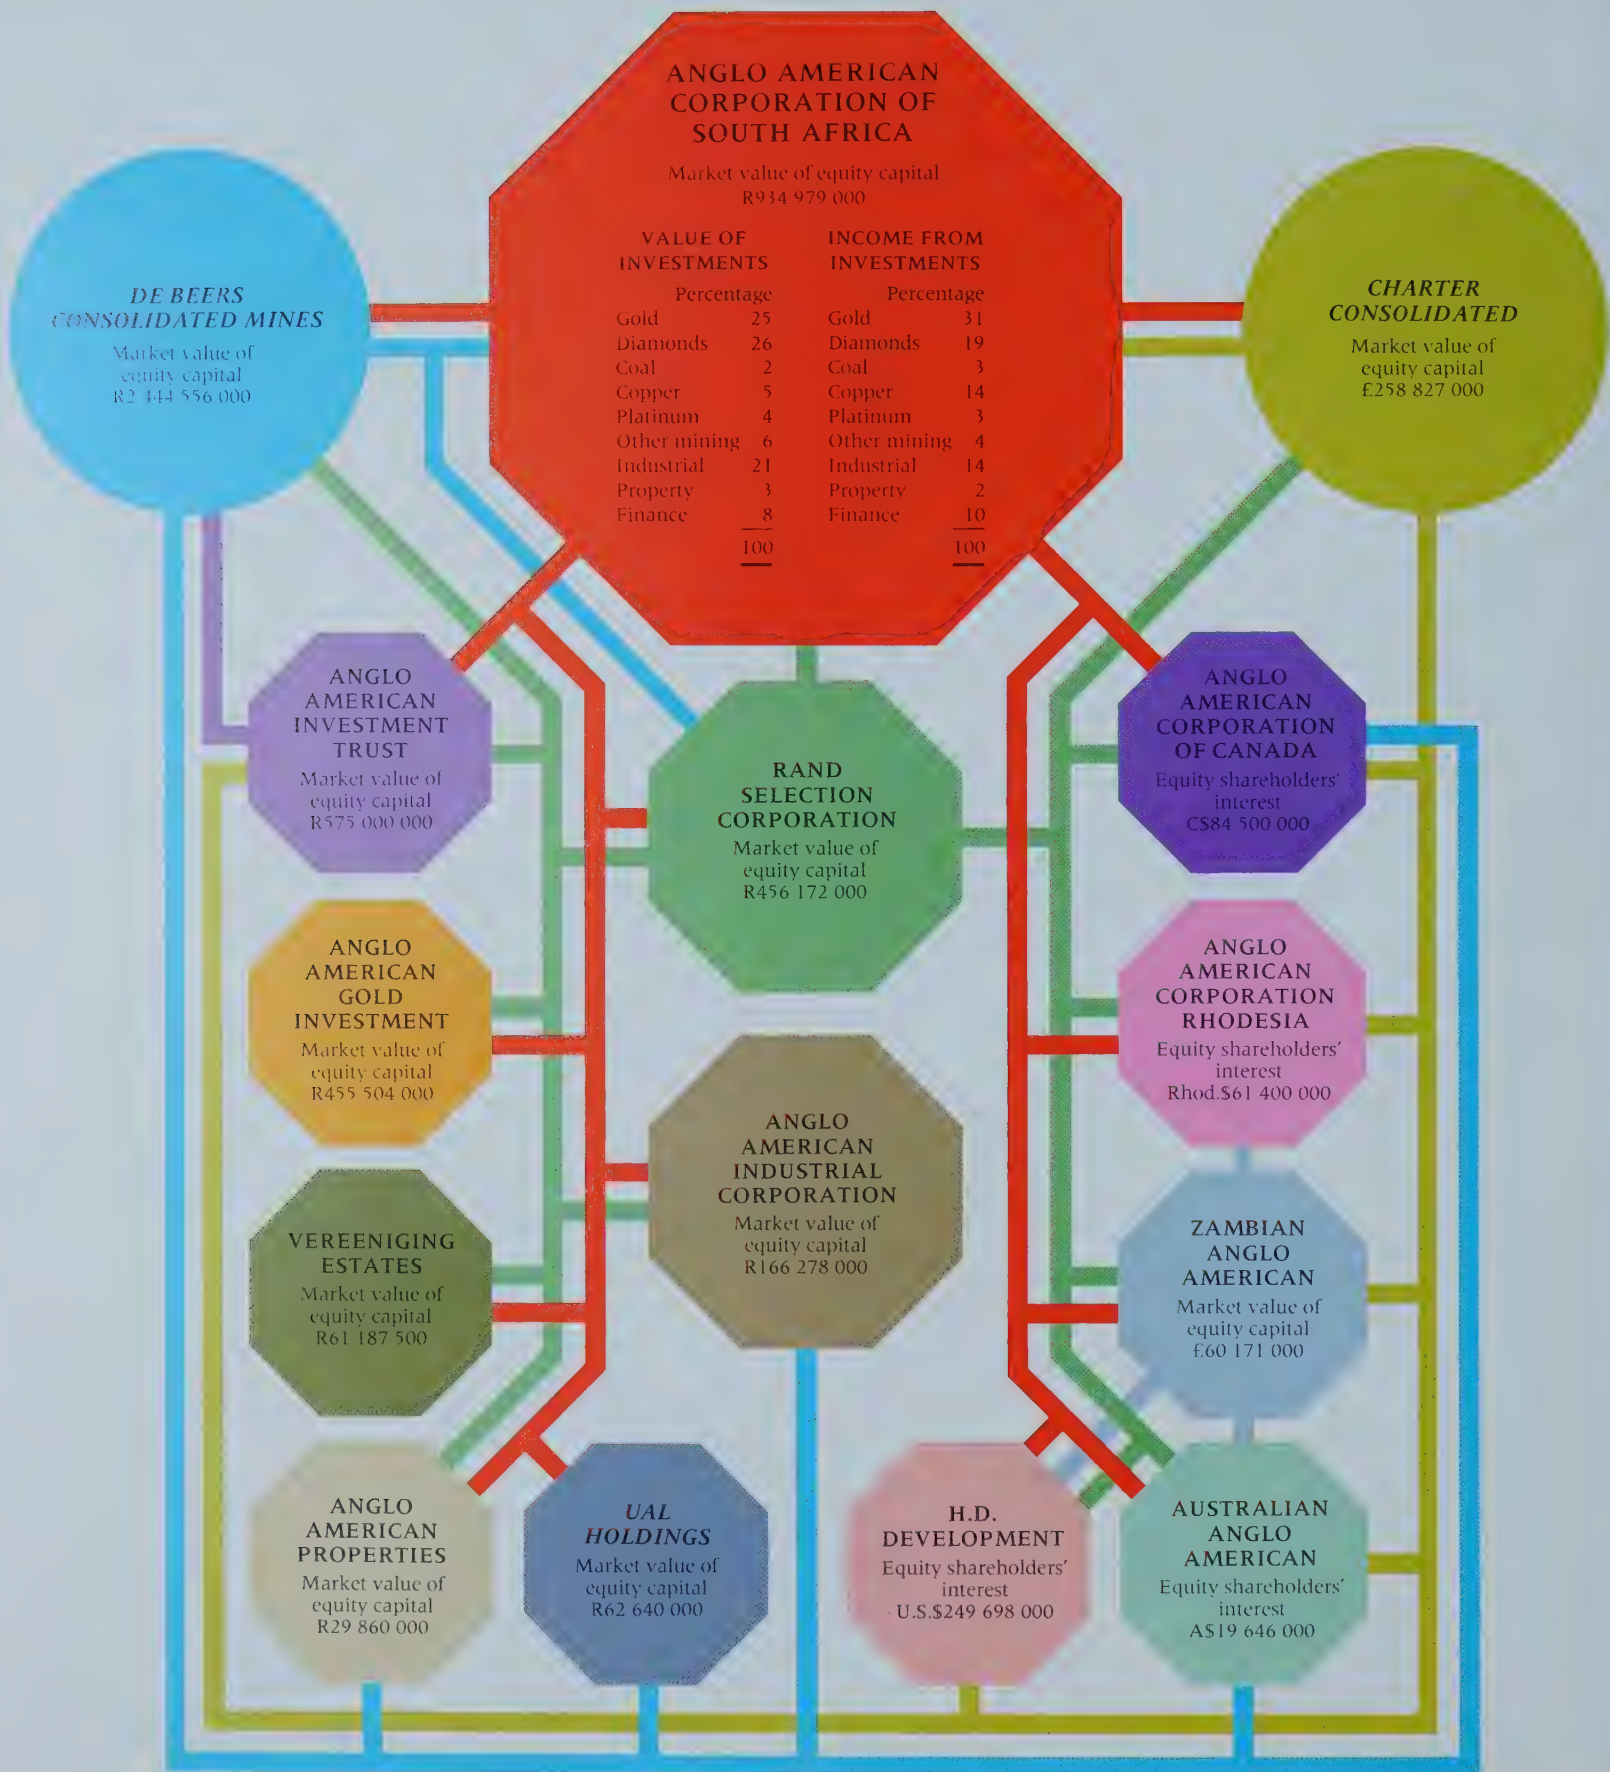 ANGLO AMERICAN
CORPORATION OF
SOUTH AFRICA
Market value of equity capital
R934 979 000
VALUE OF INVESTMENTS
Percentage
Gold 25
Diamonds 26
Coal 2
Copper 5
Platinum 4
Other mining 6
Industrial 21
Property 3
Finance 8
100
INCOME FROM INVESTMENTS
Percentage
Gold 31
Diamonds 19
Coal 3
Copper 14
Platinum 3
Other mining 4
Industrial 14
Property 2
Finance 10
100
DE BEERS
CONSOLIDATED MINES
Market value of
equity capital
R2 444 556 000
CHARTER
CONSOLIDATED
Market value of
equity capital
£258 827 000
ANGLO
AMERICAN
INVESTMENT
TRUST
Market value of
equity capital
R575 000 000
RAND
SELECTION
CORPORATION
Market value of
equity capital
R456 172 000
ANGLO
AMERICAN
CORPORATION
OF CANADA
Equity shareholders'
interest
C$84 500 000
ANGLO
AMERICAN
GOLD
INVESTMENT
Market value of
equity capital
R455 504 000
ANGLO
AMERICAN
INDUSTRIAL
CORPORATION
Market value of
equity capital
R166 278 000
ANGLO
AMERICAN
CORPORATION
RHODESIA
Equity shareholders'
interest
Rhod.$61 400 000
VEREENIGING
ESTATES
Market value of
equity capital
R61 187 500
ZAMBIAN
ANGLO
AMERICAN
Market value of
equity capital
£60 171 000
ANGLO
AMERICAN
PROPERTIES
Market value of
equity capital
R29 860 000
UAL
HOLDINGS
Market value of
equity capital
R62 640 000
H.D.
DEVELOPMENT
Equity shareholders'
interest
U.S.$249 698 000
AUSTRALIAN
ANGLO
AMERICAN
Equity shareholders'
interest
A$19 646 000